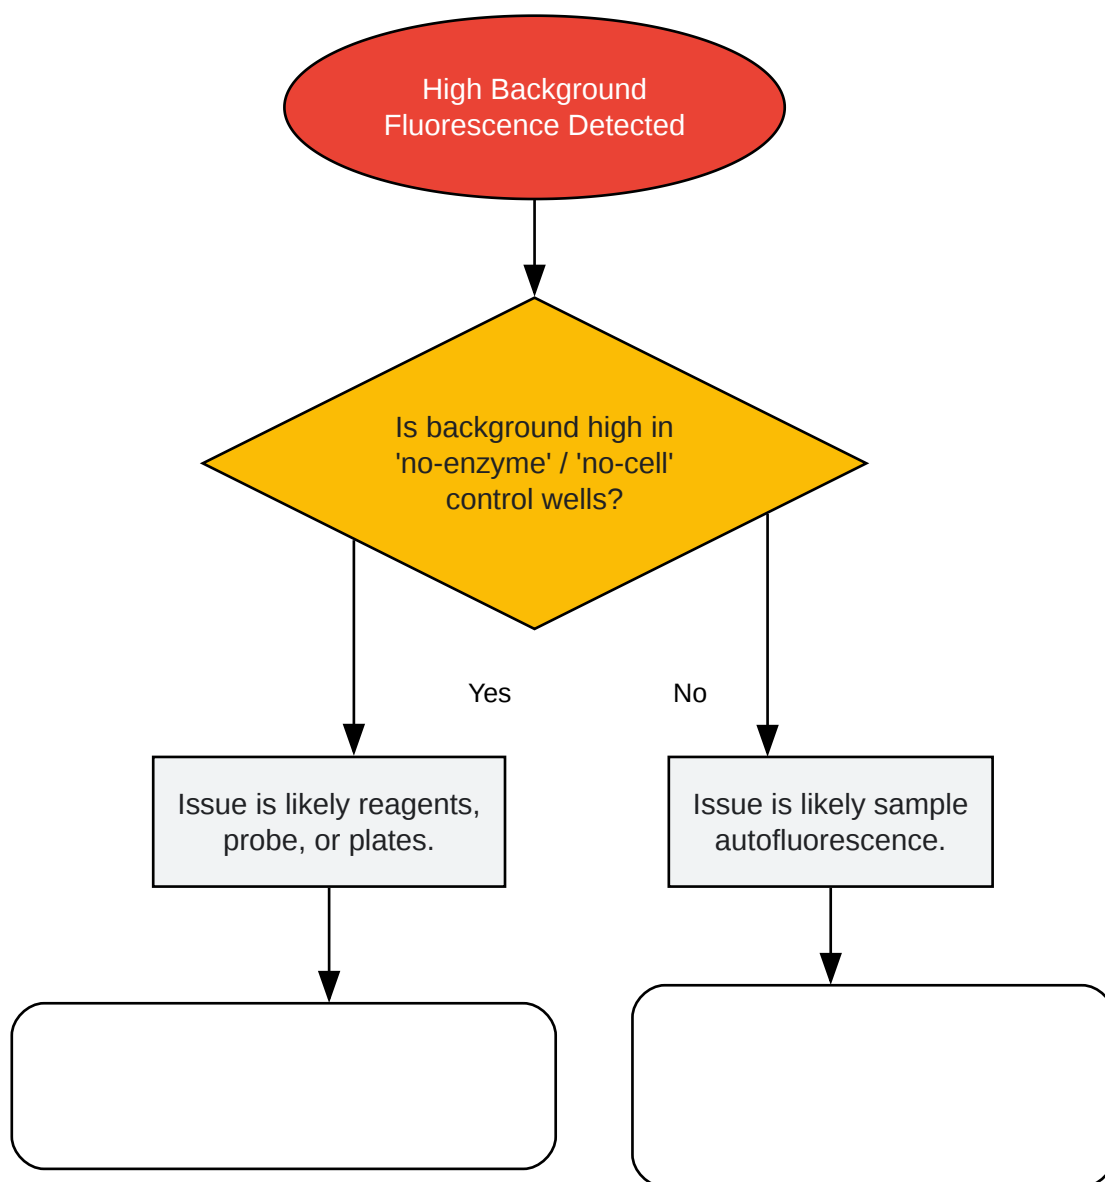 High Background
Fluorescence Detected
Is background high in
'no-enzyme' / 'no-cell'
control wells?
Yes
No
Issue is likely reagents,
probe, or plates.
Issue is likely sample
autofluorescence.